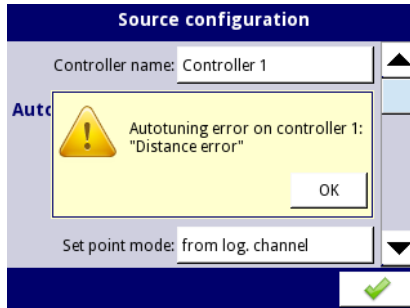 Source configuration
Controller name: Controller 1
Auto
Autotuning error on controller 1:
"Distance error"
OK
Set point mode: from log. channel